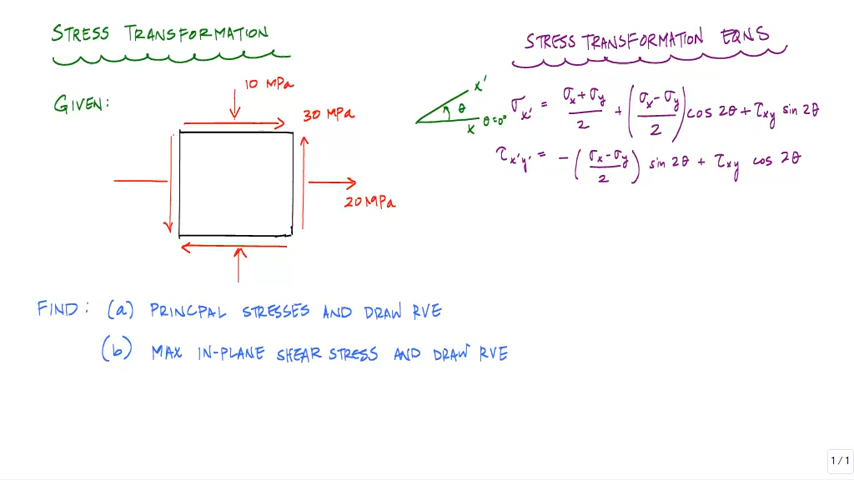 STRESS TRANSFORMATION
GIVEN:
10 MPa
30 MPa
20 MPa
STRESS TRANSFORMATION EQNS
x'
θ
x θ=0°
σx' = σx + σy / 2 + (σx - σy / 2) cos 2θ + τxy sin 2θ
τx'y' = - (σx - σy / 2) sin 2θ + τxy cos 2θ
FIND: (a) PRINCPAL STRESSES AND DRAW RVE
(b) MAX IN-PLANE SHEAR STRESS AND DRAW RVE
1 / 1